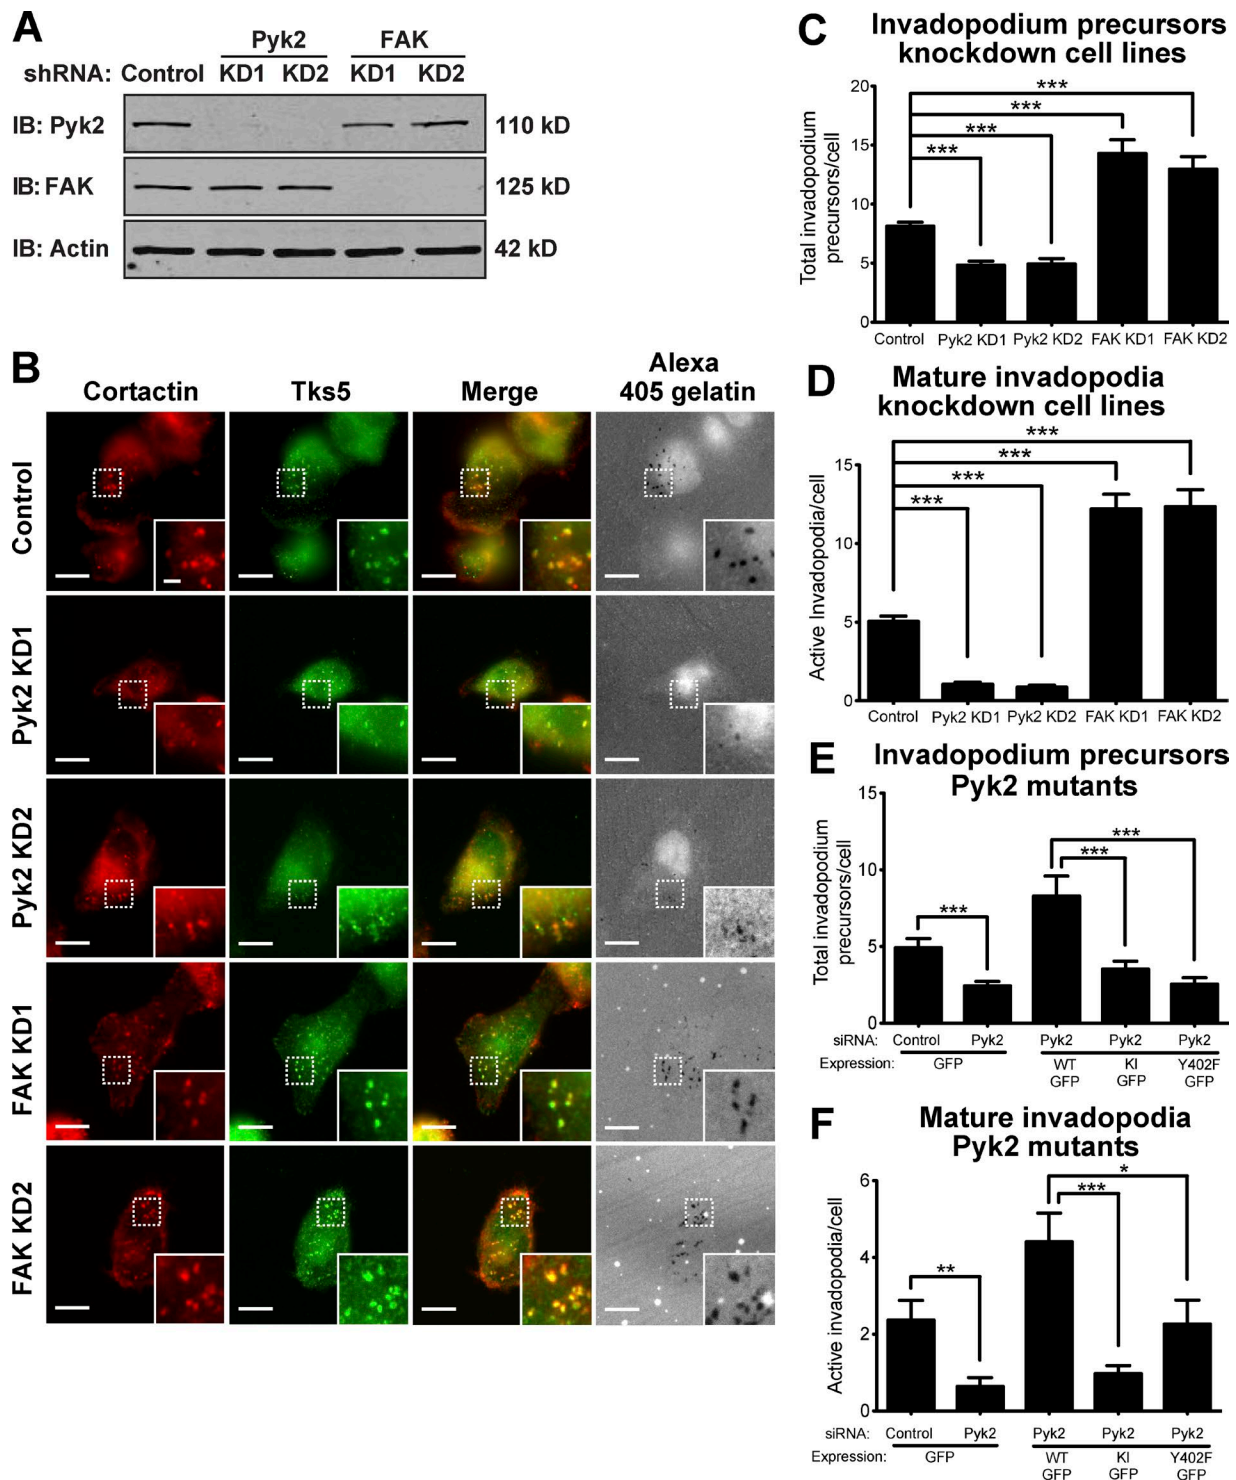 A
Pyk2 FAK
shRNA: Control KD1 KD2 KD1 KD2
IB: Pyk2 110 kD
IB: FAK 125 kD
IB: Actin 42 kD
B
Cortactin Tks5 Merge Alexa 405 gelatin
Control
Pyk2 KD1
Pyk2 KD2
FAK KD1
FAK KD2
C
Invadopodium precursors
knockdown cell lines
Total invadopodium
precursors/cell
20
15
10
5
0
***
***
***
***
Control Pyk2 KD1 Pyk2 KD2 FAK KD1 FAK KD2
D
Mature invadopodia
knockdown cell lines
Active Invadopodia/cell
15
10
5
0
***
***
***
***
Control Pyk2 KD1 Pyk2 KD2 FAK KD1 FAK KD2
E
Invadopodium precursors
Pyk2 mutants
Total invadopodium
precursors/cell
15
10
5
0
***
***
***
siRNA: Control Pyk2 Pyk2 Pyk2 Pyk2
Expression: GFP WT GFP KI GFP Y402F GFP
F
Mature invadopodia
Pyk2 mutants
Active invadopodia/cell
6
4
2
0
*
***
**
siRNA: Control Pyk2 Pyk2 Pyk2 Pyk2
Expression: GFP WT GFP KI GFP Y402F GFP